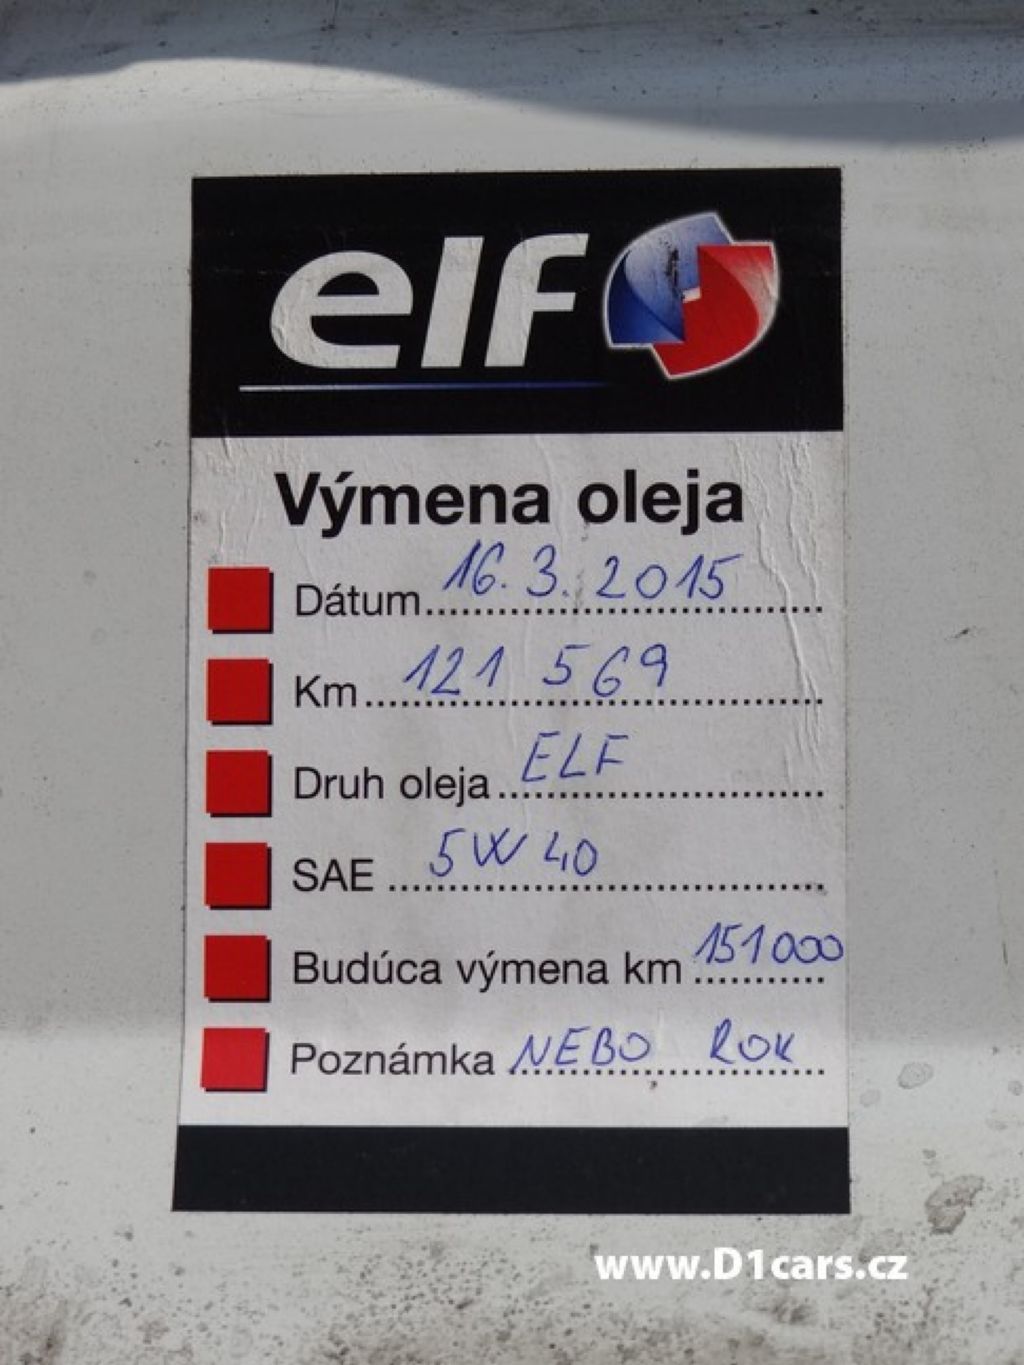 elf
Výmena oleja
Dátum 16. 3. 2015
Km 121 569
Druh oleja ELF
SAE 5W40
Budúca výmena km 151000
Poznámka NEBO ROK
www.D1cars.cz